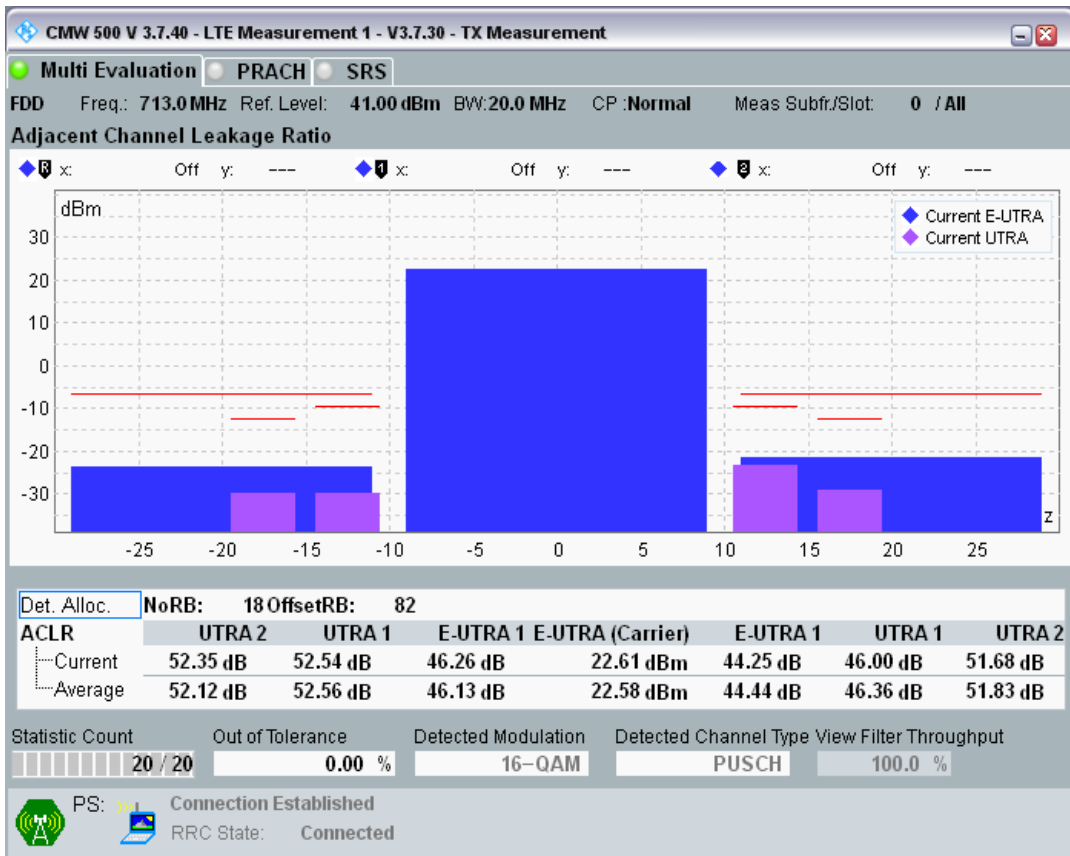 CMW 500 V 3.7.40 - LTE Measurement 1 - V3.7.30 - TX Measurement
Multi Evaluation PRACH SRS
FDD Freq.: 713.0 MHz Ref. Level: 41.00 dBm BW:20.0 MHz CP :Normal Meas Subfr./Slot: 0 / All
Adjacent Channel Leakage Ratio
R x: Off y: --- 1 x: Off y: --- 2 x: Off y: ---
dBm
Current E-UTRA
Current UTRA
30
20
10
0
-10
-20
-30
z
-25 -20 -15 -10 -5 0 5 10 15 20 25
Det. Alloc. NoRB: 18 OffsetRB: 82
ACLR UTRA 2 UTRA 1 E-UTRA 1 E-UTRA (Carrier) E-UTRA 1 UTRA 1 UTRA 2
Current 52.35 dB 52.54 dB 46.26 dB 22.61 dBm 44.25 dB 46.00 dB 51.68 dB
Average 52.12 dB 52.56 dB 46.13 dB 22.58 dBm 44.44 dB 46.36 dB 51.83 dB
Statistic Count Out of Tolerance Detected Modulation Detected Channel Type View Filter Throughput
20 / 20 0.00 % 16-QAM PUSCH 100.0 %
PS: Connection Established
RRC State: Connected